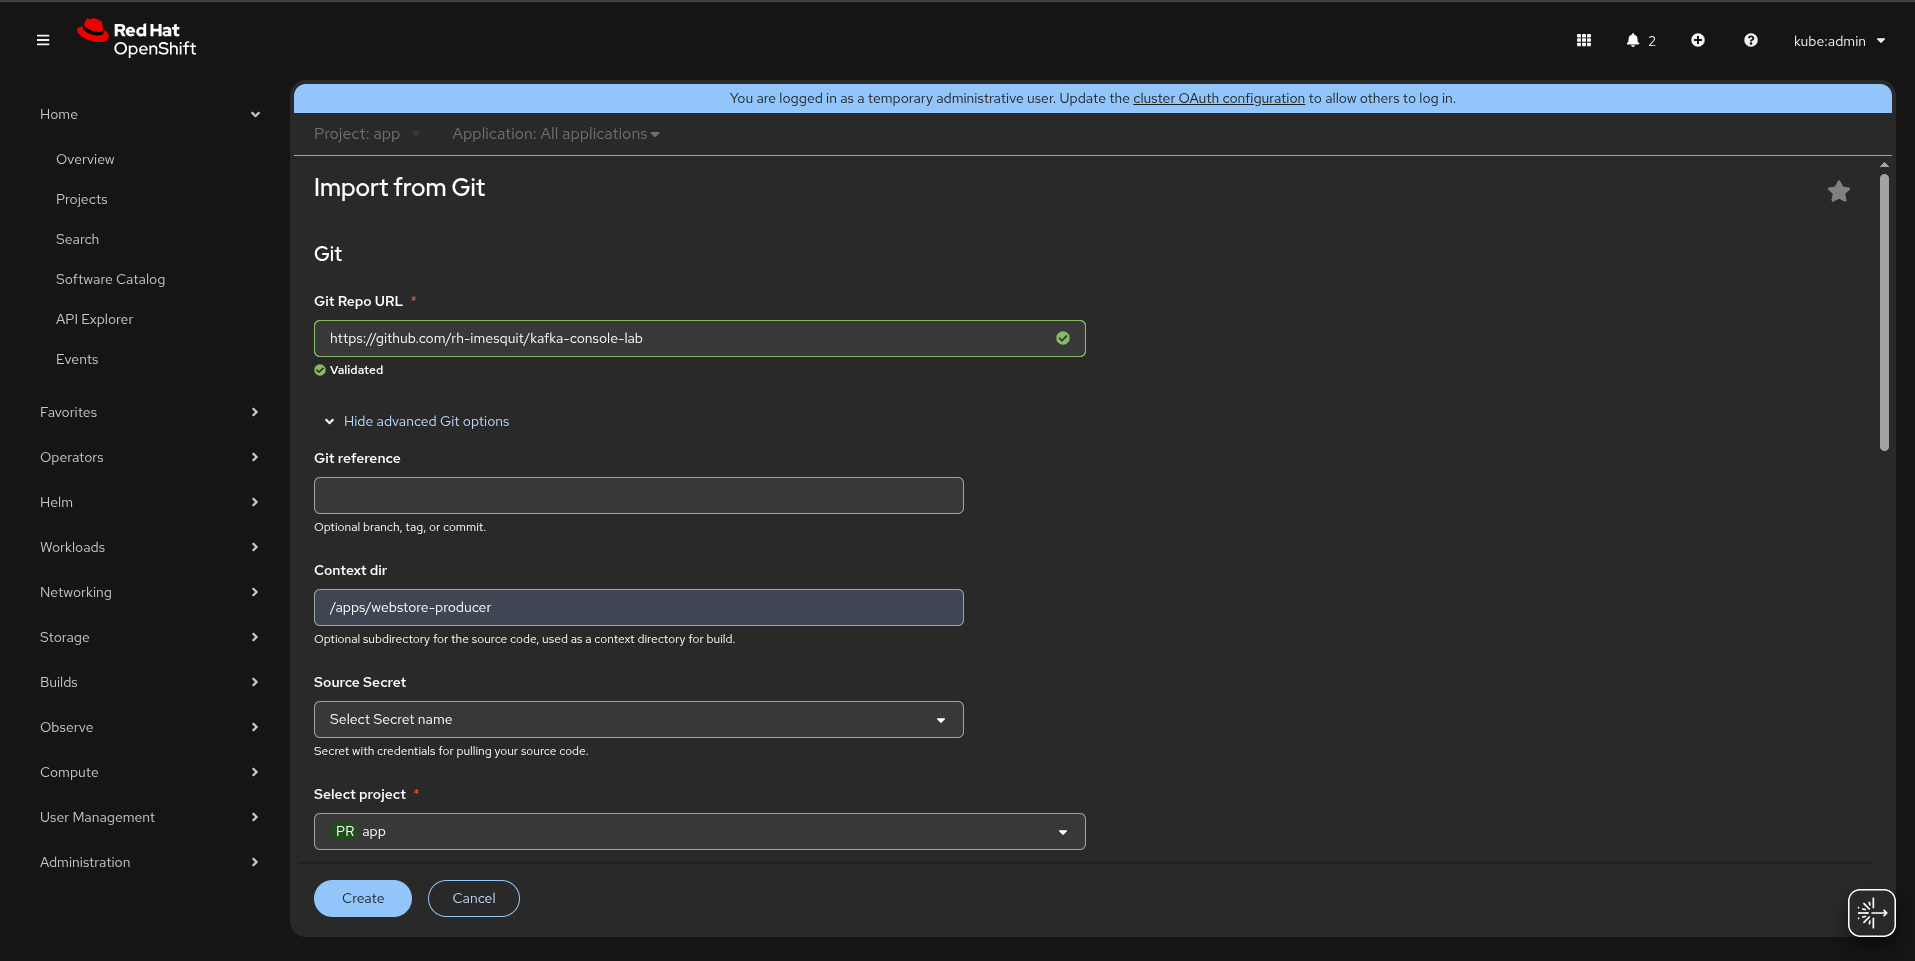 Red Hat
OpenShift
2
kube:admin
Home
Overview
Projects
Search
Software Catalog
API Explorer
Events
Favorites
Operators
Helm
Workloads
Networking
Storage
Builds
Observe
Compute
User Management
Administration
You are logged in as a temporary administrative user. Update the cluster OAuth configuration to allow others to log in.
Project: app Application: All applications
Import from Git
Git
Git Repo URL *
https://github.com/rh-imesquit/kafka-console-lab
Validated
Hide advanced Git options
Git reference
Optional branch, tag, or commit.
Context dir
/apps/webstore-producer
Optional subdirectory for the source code, used as a context directory for build.
Source Secret
Select Secret name
Secret with credentials for pulling your source code.
Select project *
PR app
Create Cancel